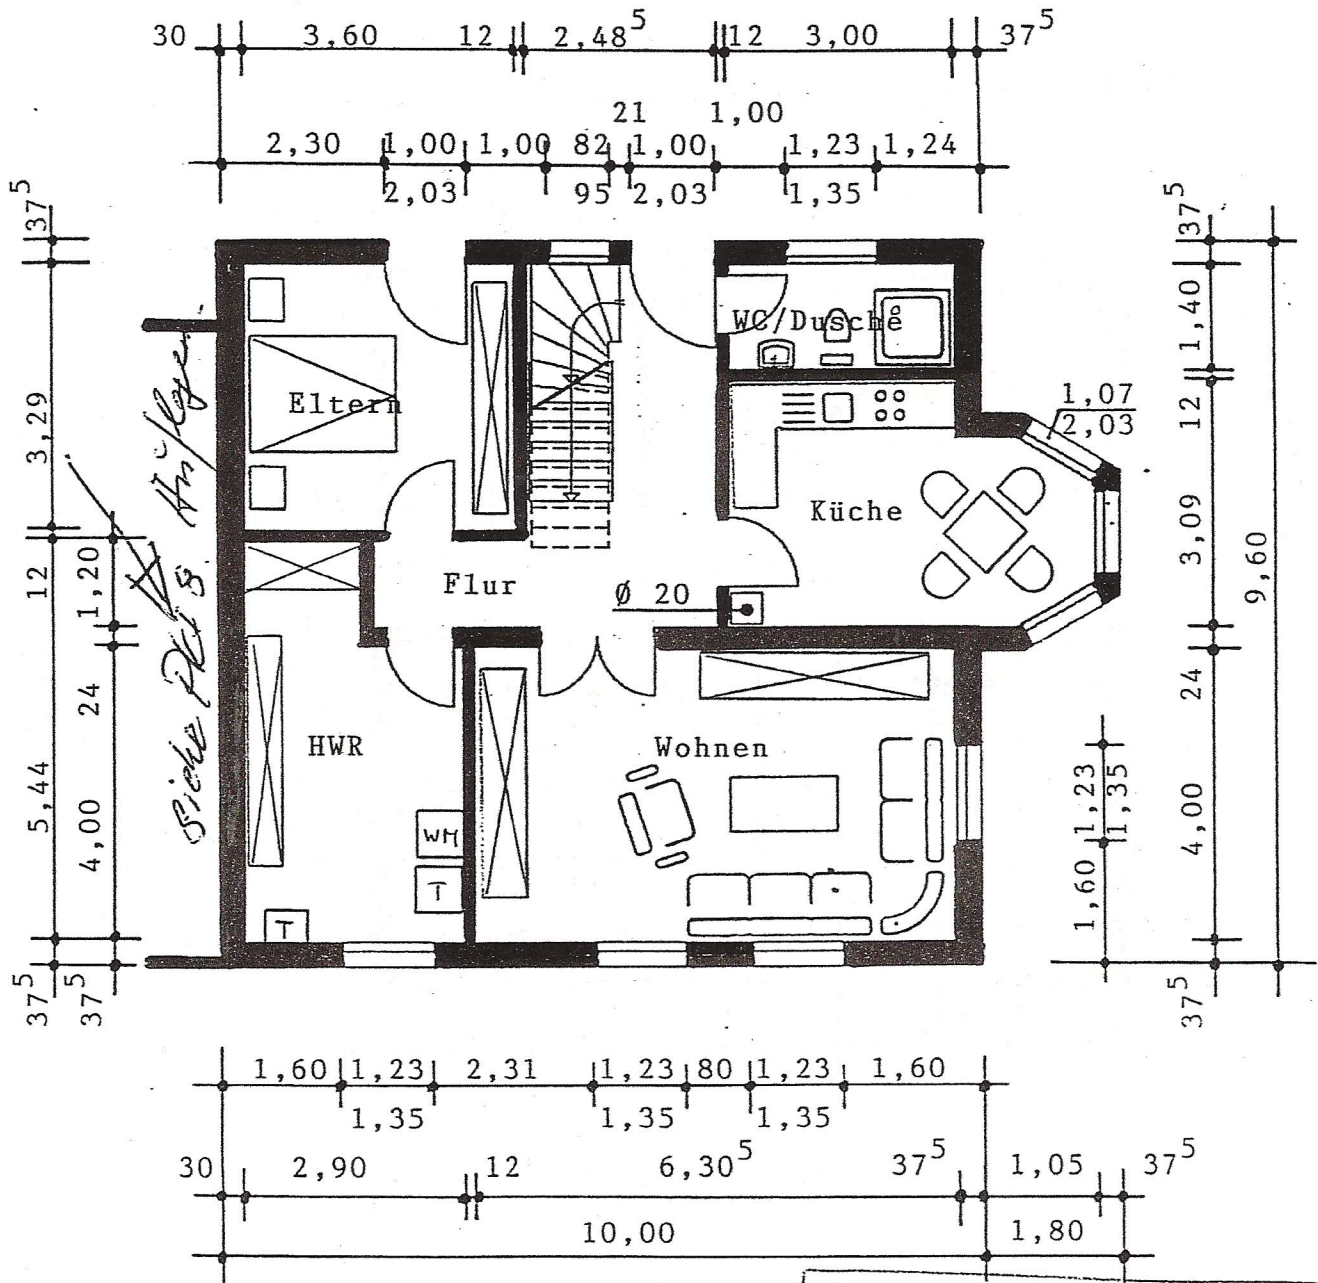 30 3,60 12 2,48⁵ 12 3,00 37⁵
21 1,00
2,30 1,00 1,00 82 1,00 1,23 1,24
2,03 95 2,03 1,35
37⁵
3,29
12
5,44
37⁵
1,20
24
4,00
37⁵
siehe
WC/Dusche
Eltern
1,07
2,03
Küche
Flur
Ø 20
HWR
Wohnen
WM
T
T
37⁵
1,40
12
3,09
24
4,00
37⁵
9,60
1,23
1,35
1,60
1,60 1,23 2,31 1,23 80 1,23 1,60
1,35 1,35 1,35
30 2,90 12 6,30⁵ 37⁵ 1,05 37⁵
10,00 1,80